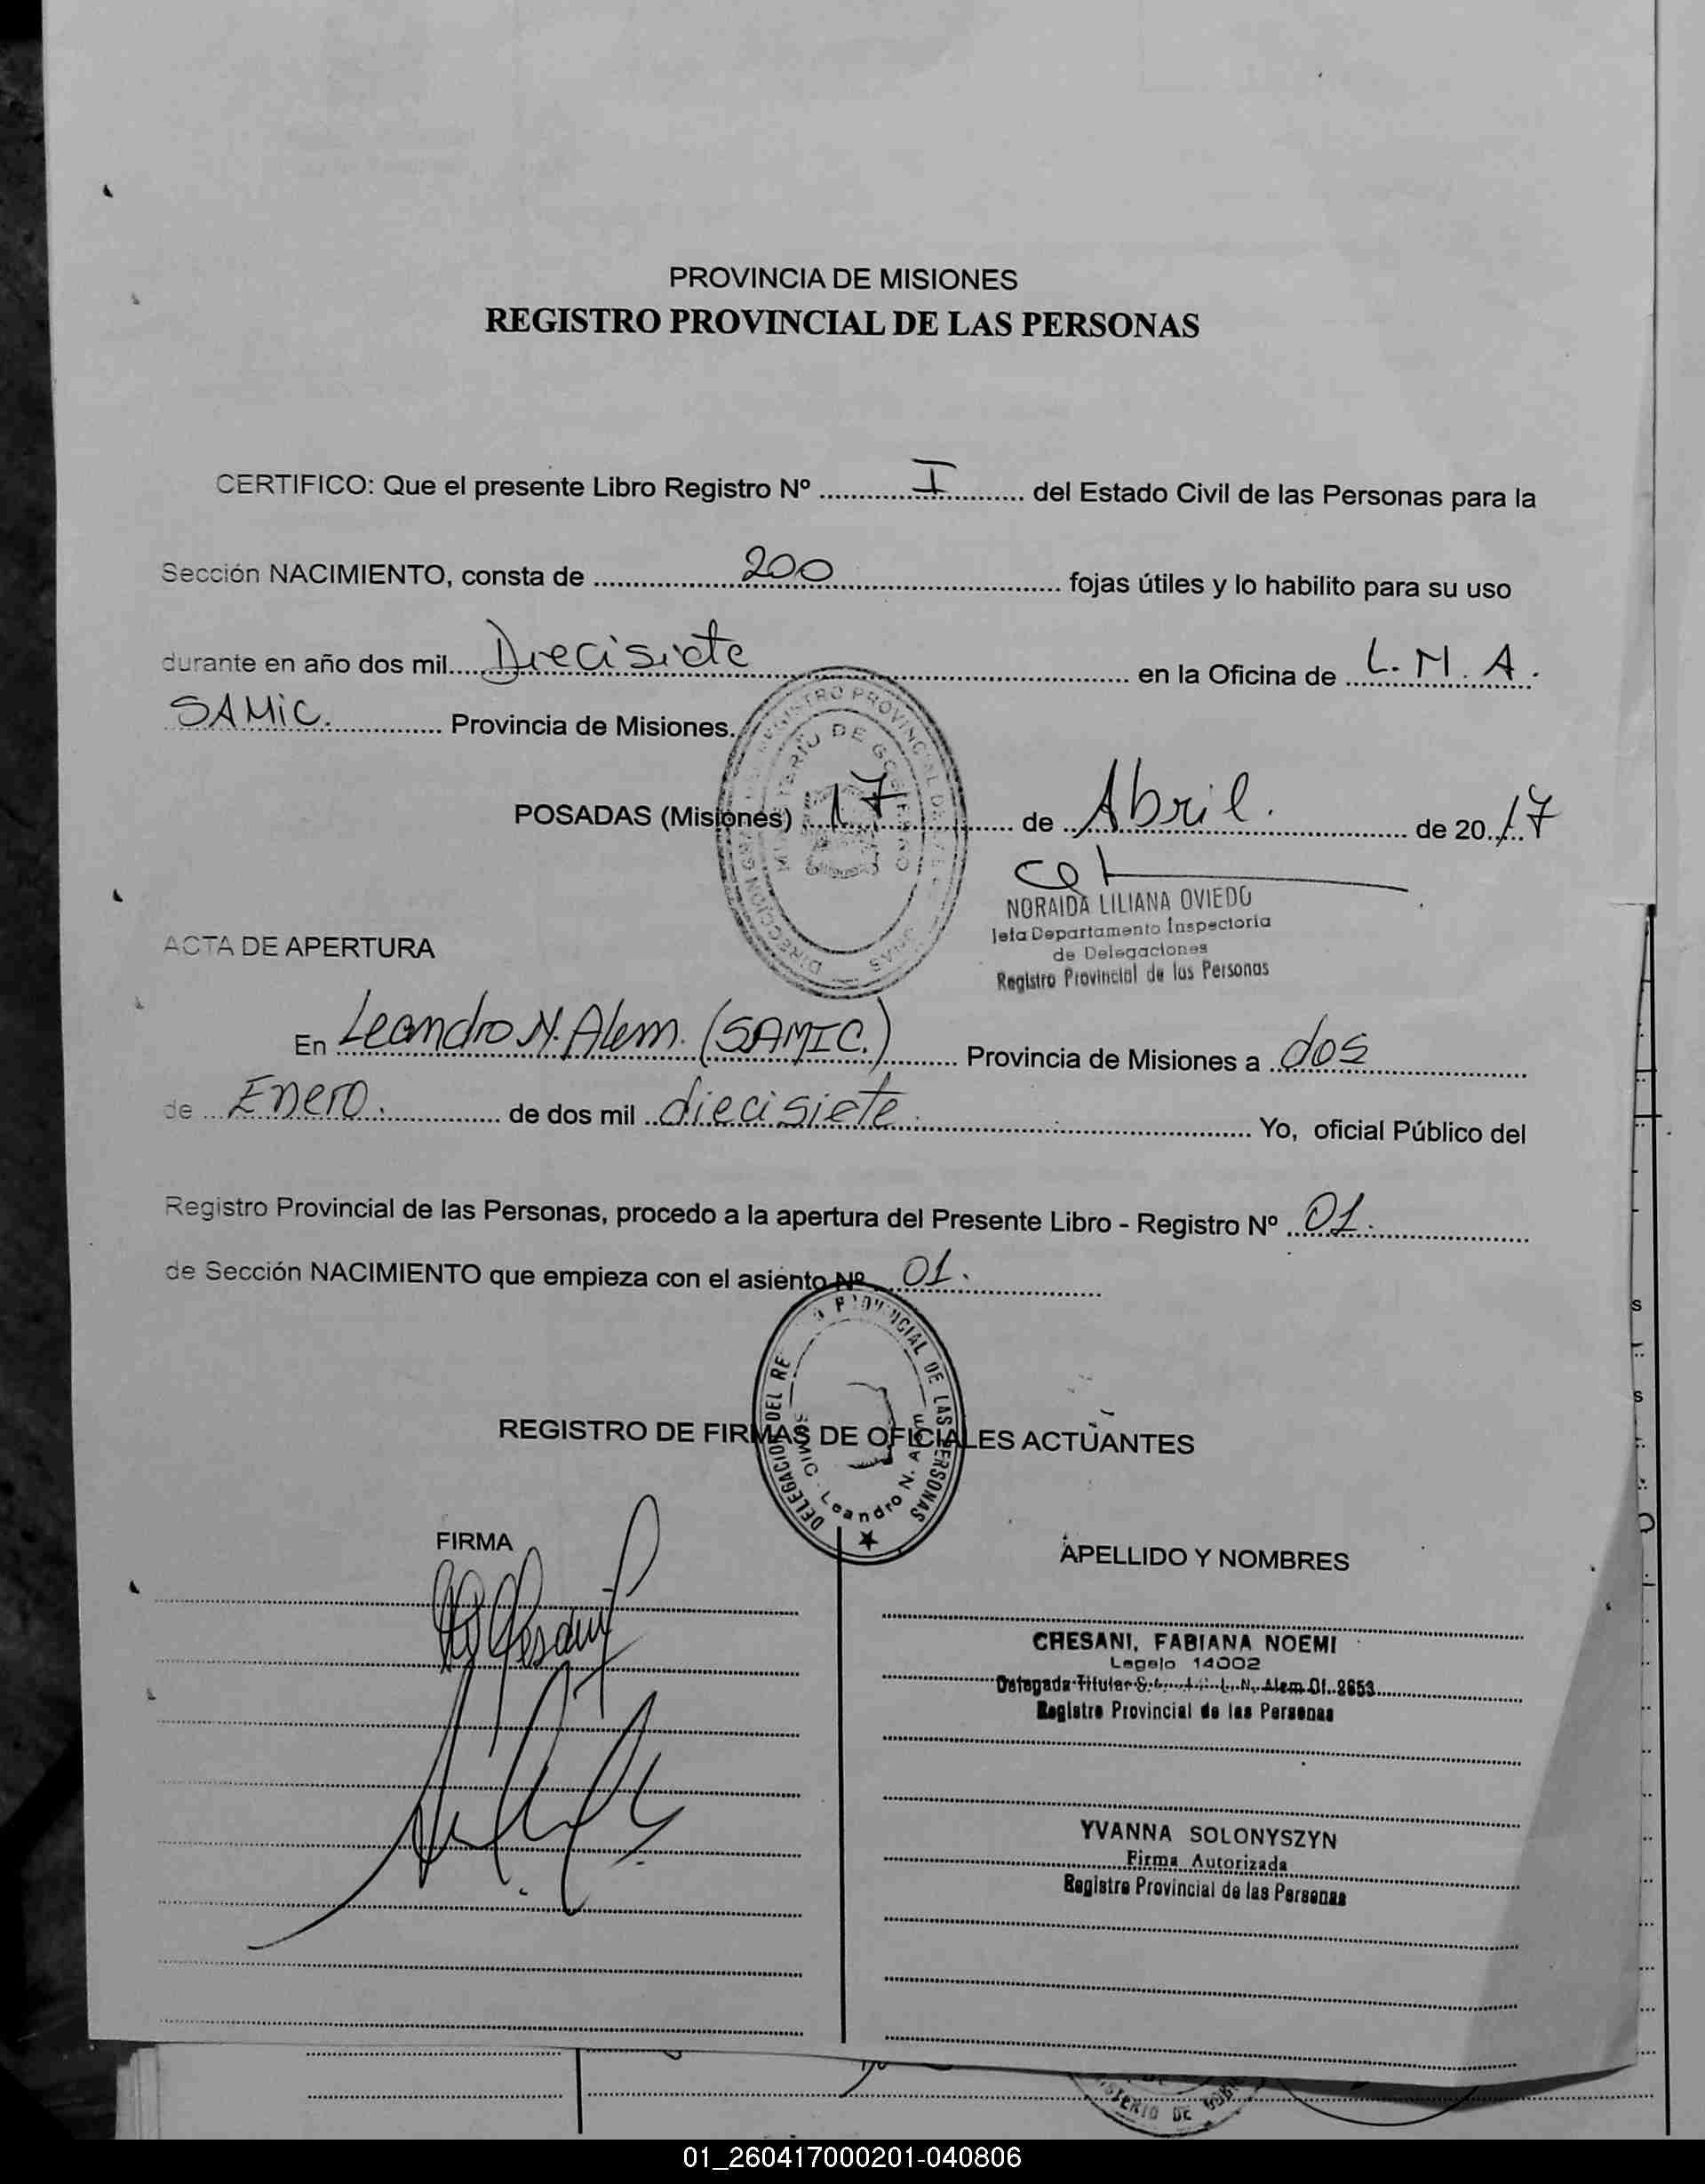 PROVINCIA DE MISIONES
REGISTRO PROVINCIAL DE LAS PERSONAS
CERTIFICO: Que el presente Libro Registro Nº I del Estado Civil de las Personas para la
Sección NACIMIENTO, consta de 200 fojas útiles y lo habilito para su uso
durante en año dos mil Diecisiete en la Oficina de L. N. A.
SAMiC. Provincia de Misiones.
POSADAS (Misiones) 17 de Abril. de 20 17
NORAIDA LILIANA OVIEDO
Jefa Departamento Inspectoria
de Delegaciones
Registro Provincial de las Personas
ACTA DE APERTURA
En Leandro N. Alem. (SAMIC.) Provincia de Misiones a dos
de Enero. de dos mil diecisiete. Yo, oficial Público del
Registro Provincial de las Personas, procedo a la apertura del Presente Libro - Registro Nº 01.
de Sección NACIMIENTO que empieza con el asiento Nº 01.
REGISTRO DE FIRMAS DE OFICIALES ACTUANTES
FIRMA
APELLIDO Y NOMBRES
CHESANI, FABIANA NOEMI
Legajo 14002
Delegada Titular L. N. Alem Of. 2653
Registro Provincial de las Personas
YVANNA SOLONYSZYN
Firma Autorizada
Registro Provincial de las Personas
01_260417000201-040806